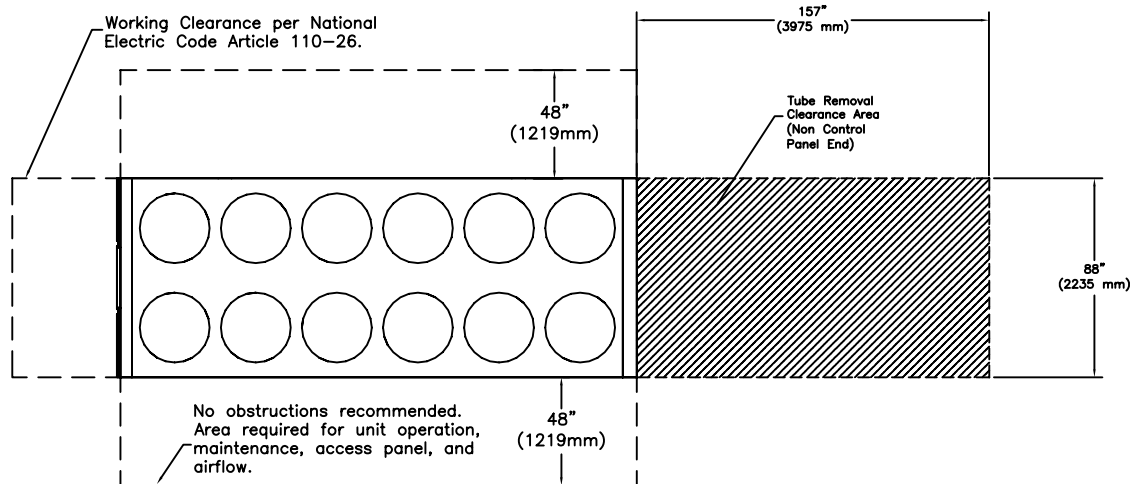 Working Clearance per National
Electric Code Article 110-26.
157"
(3975 mm)
48"
(1219mm)
Tube Removal
Clearance Area
(Non Control
Panel End)
88"
(2235 mm)
No obstructions recommended.
Area required for unit operation,
maintenance, access panel, and
airflow.
48"
(1219mm)